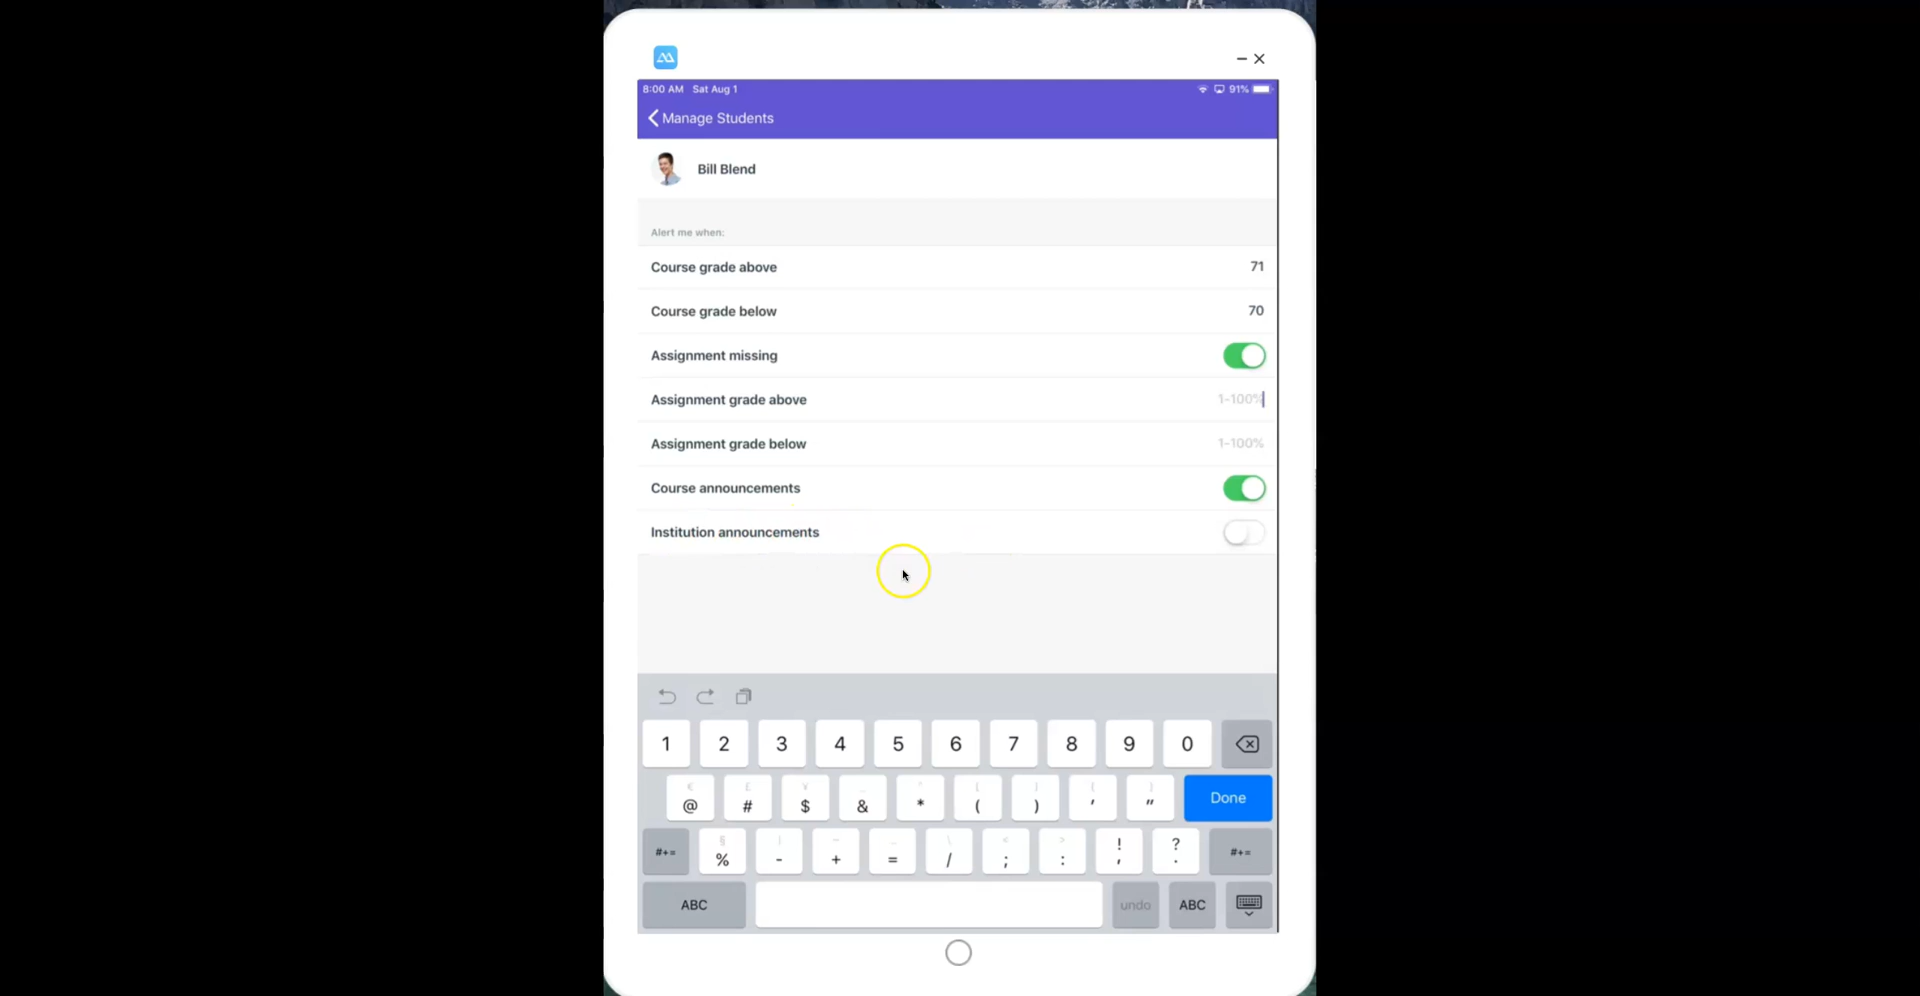 8:00 AM Sat Aug 1 91%
Manage Students
Bill Blend
Alert me when:
Course grade above 71
Course grade below 70
Assignment missing
Assignment grade above 1-100%
Assignment grade below 1-100%
Course announcements
Institution announcements
1 2 3 4 5 6 7 8 9 0
@ # $ & * ( ) ' " Done
#+= % - + = / ; : ! , ? . #+=
ABC undo ABC